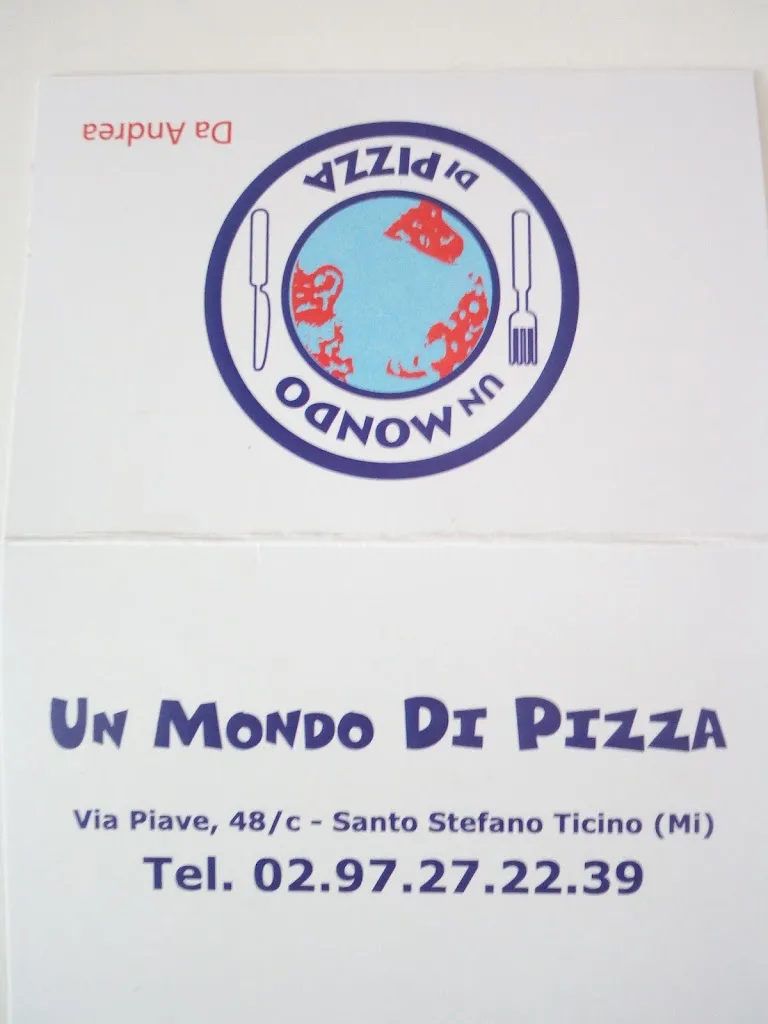 Da Andrea
UN MONDO
DI PIZZA
Un Mondo Di Pizza
Via Piave, 48/c - Santo Stefano Ticino (Mi)
Tel. 02.97.27.22.39